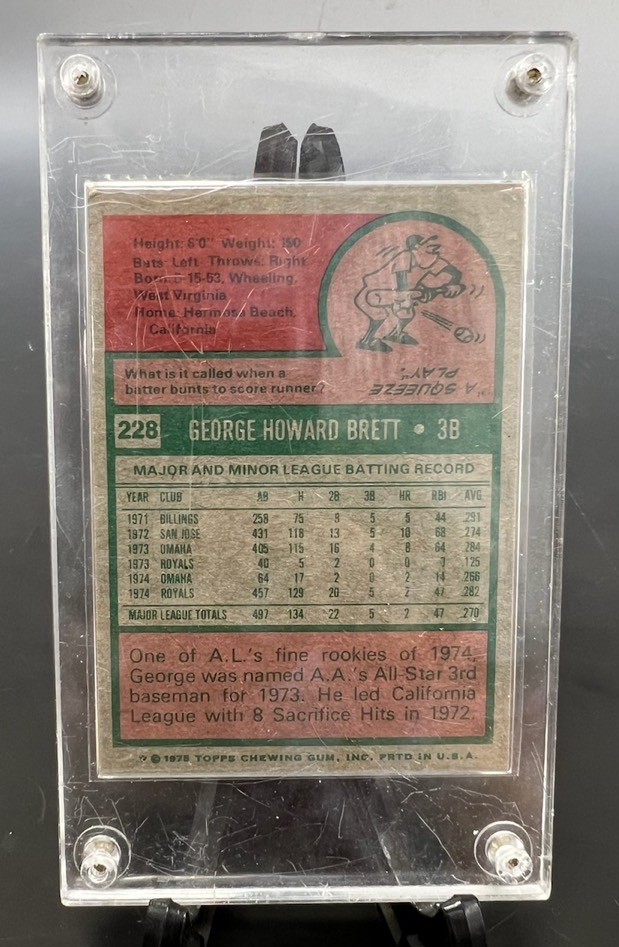 Height: 6'0" Weight: 190
Bats: Left Throws: Right
Born: 5-15-53, Wheeling,
West Virginia
Home: Hermosa Beach,
California
What is it called when a
batter bunts to score runner?
"A SQUEEZE
PLAY".
228 GEORGE HOWARD BRETT • 3B
MAJOR AND MINOR LEAGUE BATTING RECORD
YEAR CLUB AB H 2B 3B HR RBI AVG
1971 BILLINGS 258 75 8 5 5 44 291
1972 SAN JOSE 431 118 13 5 10 68 274
1973 OMAHA 405 115 16 4 8 64 284
1973 ROYALS 40 5 2 0 0 7 125
1974 OMAHA 64 17 2 0 2 14 266
1974 ROYALS 457 129 20 5 2 47 282
MAJOR LEAGUE TOTALS 497 134 22 5 2 47 .270
One of A.L.'s fine rookies of 1974,
George was named A.A.'s All-Star 3rd
baseman for 1973. He led California
League with 8 Sacrifice Hits in 1972.
© 1975 TOPPS CHEWING GUM, INC. PRTD IN U.S.A.